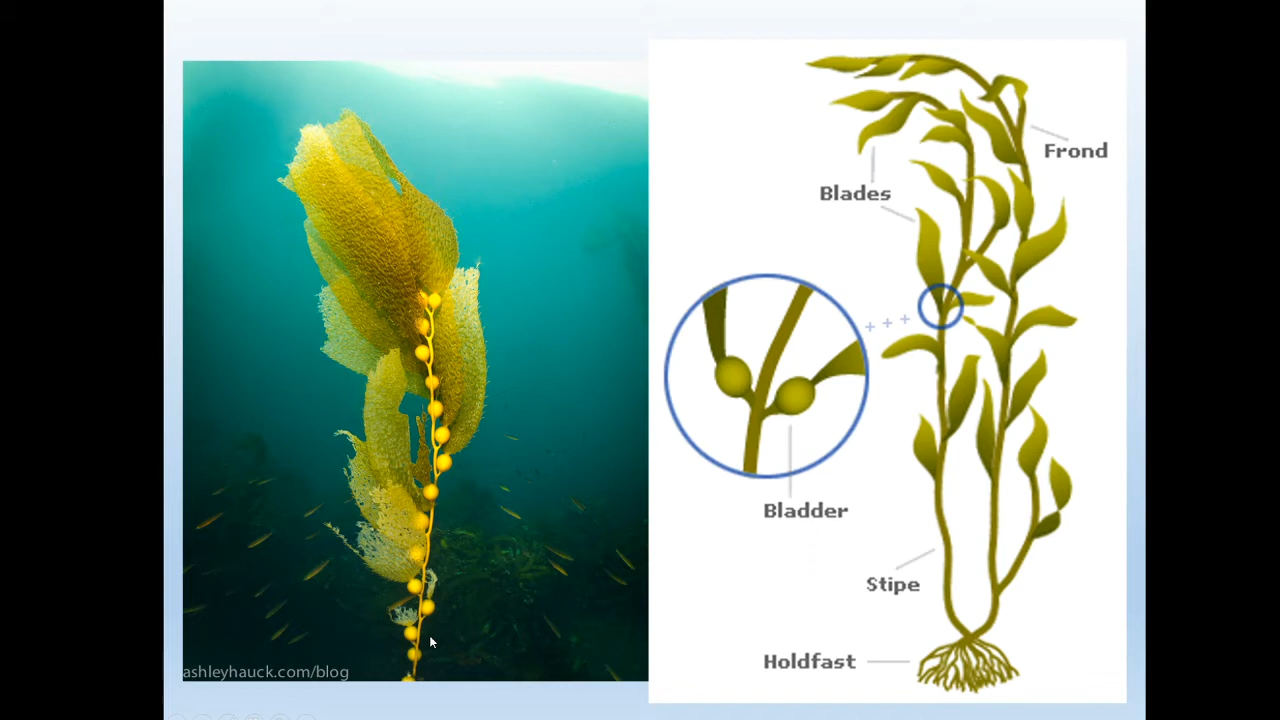 Frond
Blades
+ + +
Bladder
Stipe
Holdfast
ashleyhauck.com/blog